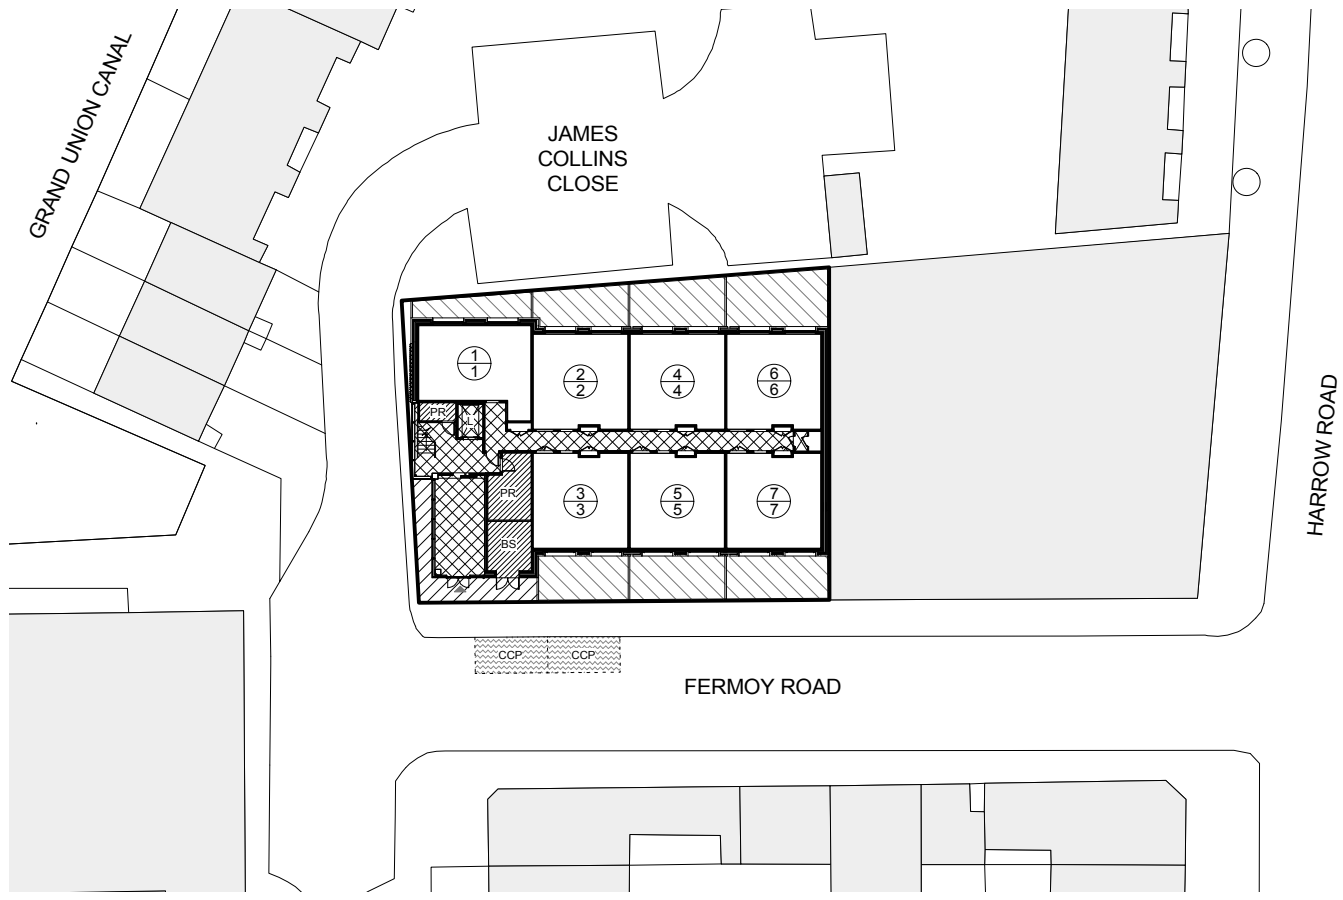 GRAND UNION CANAL
JAMES
COLLINS
CLOSE
1
1
2
2
4
4
6
6
PR
L
HARROW ROAD
PR
3
3
5
5
7
7
BS
CCP
CCP
FERMOY ROAD